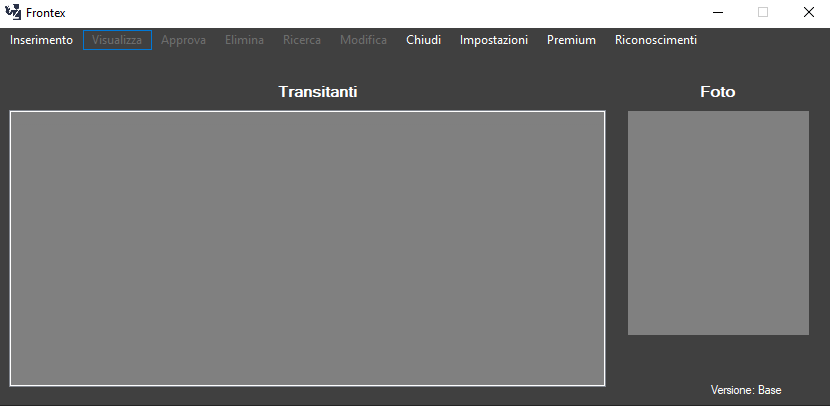 Frontex
Inserimento Visualizza Approva Elimina Ricerca Modifica Chiudi Impostazioni Premium Riconoscimenti
Transitanti Foto
Versione: Base